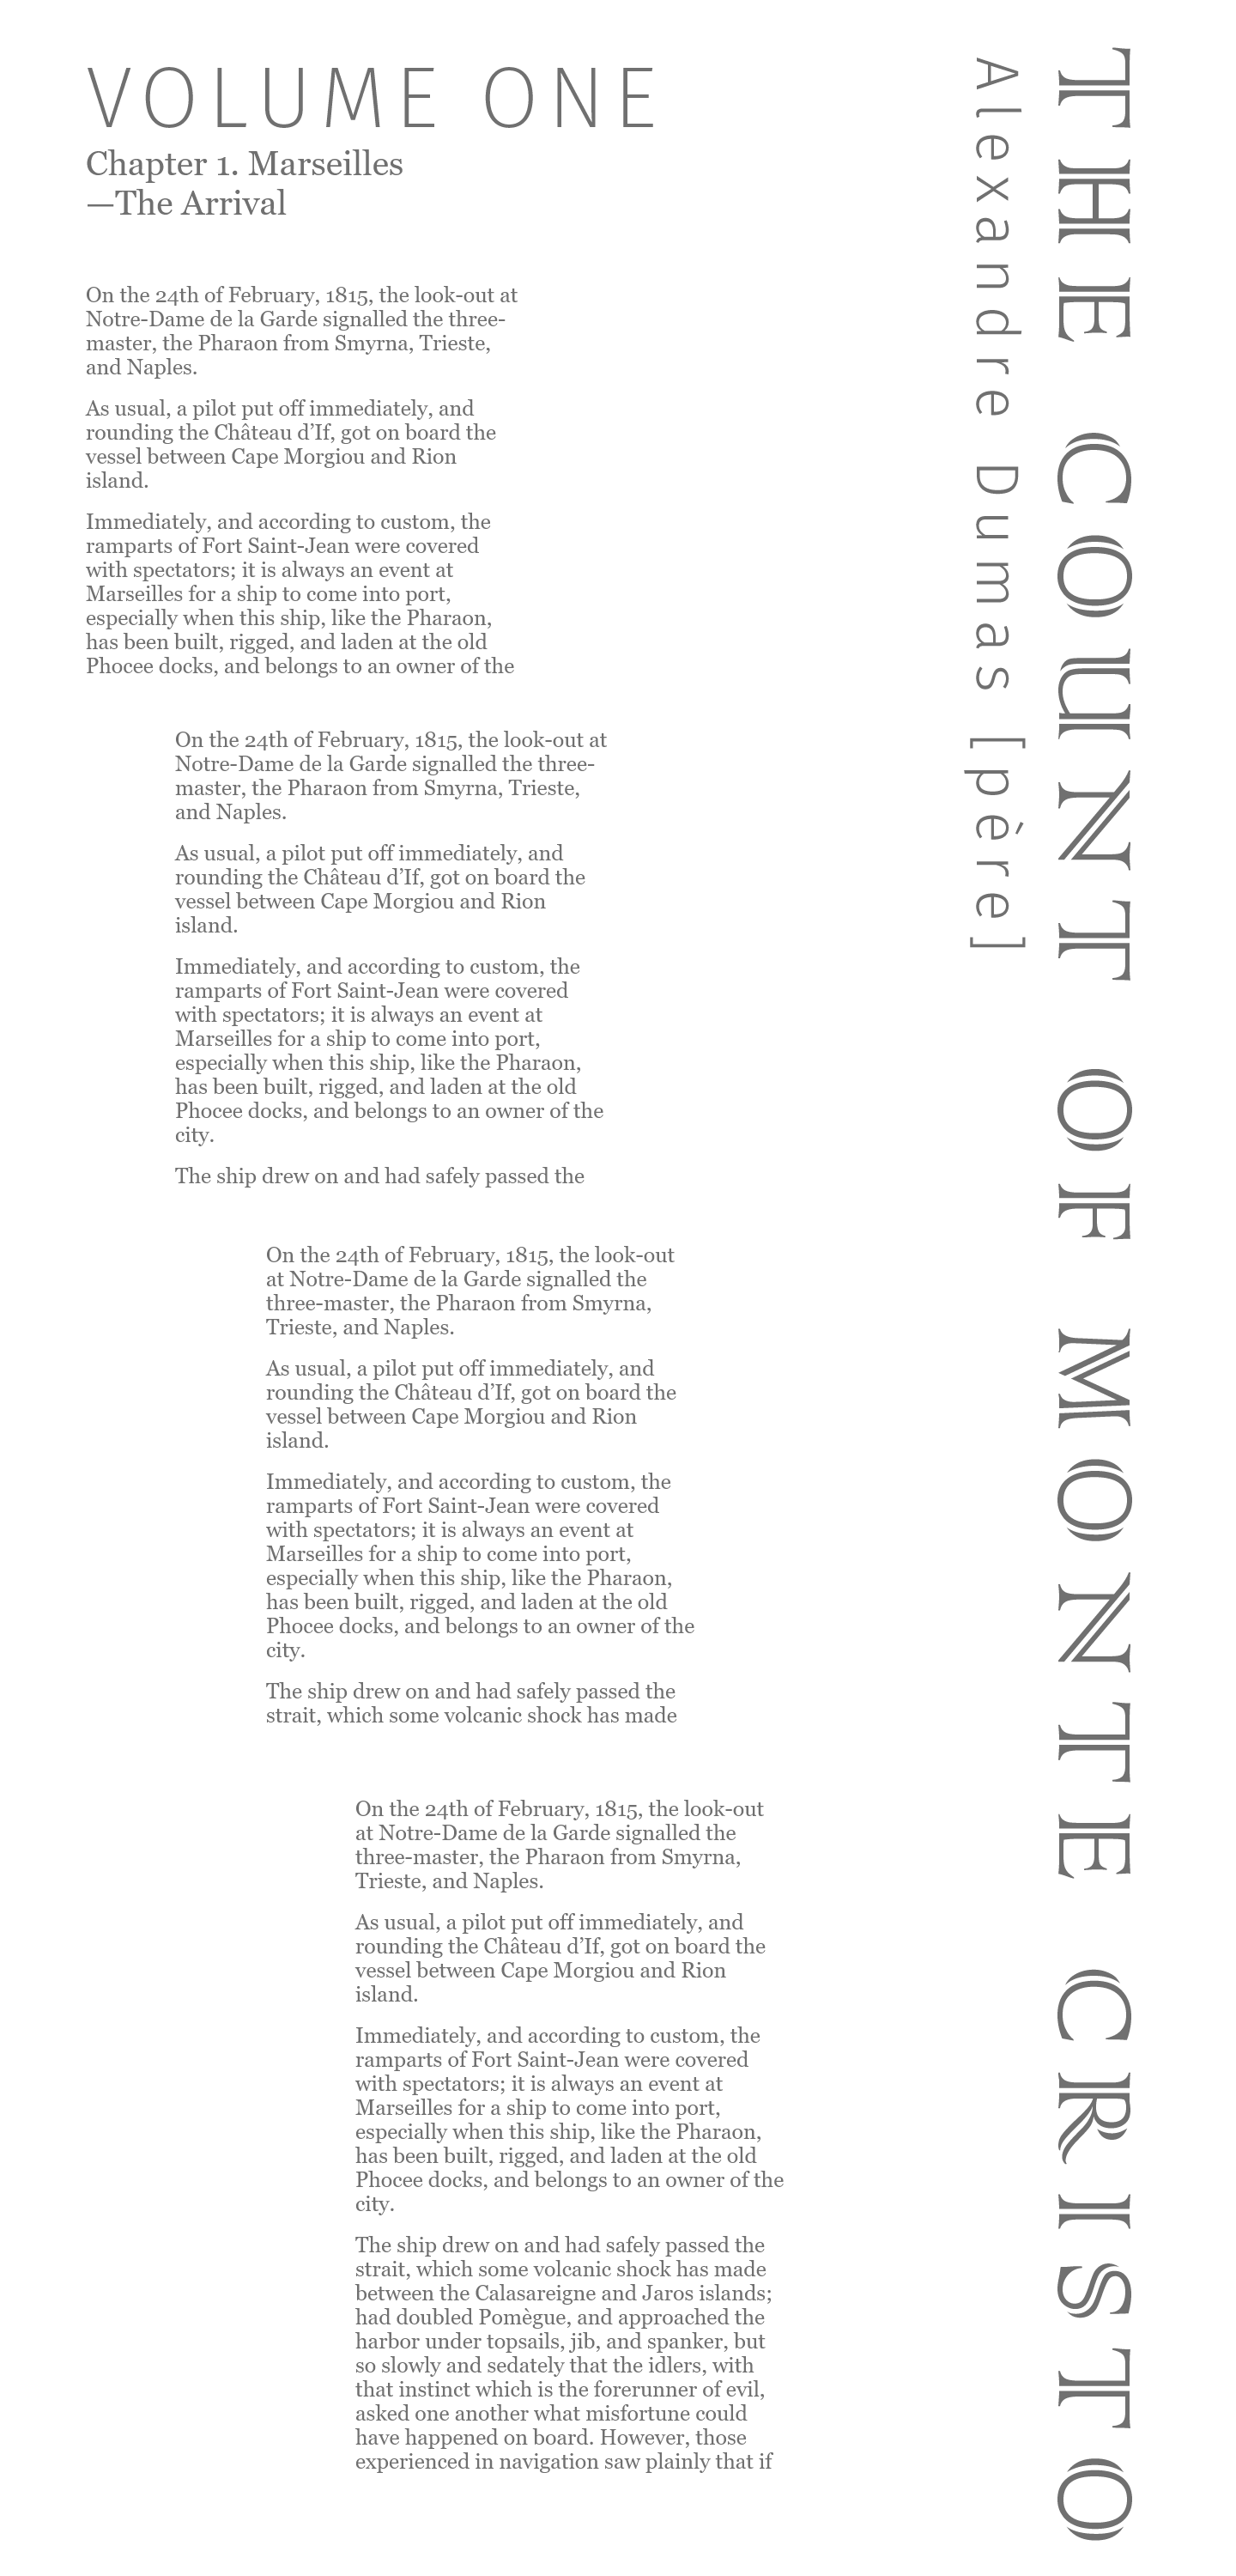 VOLUME ONE
Chapter 1. Marseilles
—The Arrival
On the 24th of February, 1815, the look-out at
Notre-Dame de la Garde signalled the three-
master, the Pharaon from Smyrna, Trieste,
and Naples.
As usual, a pilot put off immediately, and
rounding the Château d’If, got on board the
vessel between Cape Morgiou and Rion
island.
Immediately, and according to custom, the
ramparts of Fort Saint-Jean were covered
with spectators; it is always an event at
Marseilles for a ship to come into port,
especially when this ship, like the Pharaon,
has been built, rigged, and laden at the old
Phocee docks, and belongs to an owner of the
On the 24th of February, 1815, the look-out at
Notre-Dame de la Garde signalled the three-
master, the Pharaon from Smyrna, Trieste,
and Naples.
As usual, a pilot put off immediately, and
rounding the Château d’If, got on board the
vessel between Cape Morgiou and Rion
island.
Immediately, and according to custom, the
ramparts of Fort Saint-Jean were covered
with spectators; it is always an event at
Marseilles for a ship to come into port,
especially when this ship, like the Pharaon,
has been built, rigged, and laden at the old
Phocee docks, and belongs to an owner of the
city.
The ship drew on and had safely passed the
On the 24th of February, 1815, the look-out
at Notre-Dame de la Garde signalled the
three-master, the Pharaon from Smyrna,
Trieste, and Naples.
As usual, a pilot put off immediately, and
rounding the Château d’If, got on board the
vessel between Cape Morgiou and Rion
island.
Immediately, and according to custom, the
ramparts of Fort Saint-Jean were covered
with spectators; it is always an event at
Marseilles for a ship to come into port,
especially when this ship, like the Pharaon,
has been built, rigged, and laden at the old
Phocee docks, and belongs to an owner of the
city.
The ship drew on and had safely passed the
strait, which some volcanic shock has made
On the 24th of February, 1815, the look-out
at Notre-Dame de la Garde signalled the
three-master, the Pharaon from Smyrna,
Trieste, and Naples.
As usual, a pilot put off immediately, and
rounding the Château d’If, got on board the
vessel between Cape Morgiou and Rion
island.
Immediately, and according to custom, the
ramparts of Fort Saint-Jean were covered
with spectators; it is always an event at
Marseilles for a ship to come into port,
especially when this ship, like the Pharaon,
has been built, rigged, and laden at the old
Phocee docks, and belongs to an owner of the
city.
The ship drew on and had safely passed the
strait, which some volcanic shock has made
between the Calasareigne and Jaros islands;
had doubled Pomègue, and approached the
harbor under topsails, jib, and spanker, but
so slowly and sedately that the idlers, with
that instinct which is the forerunner of evil,
asked one another what misfortune could
have happened on board. However, those
experienced in navigation saw plainly that if
THE COUNT OF MONTE CRISTO
Alexandre Dumas [père]